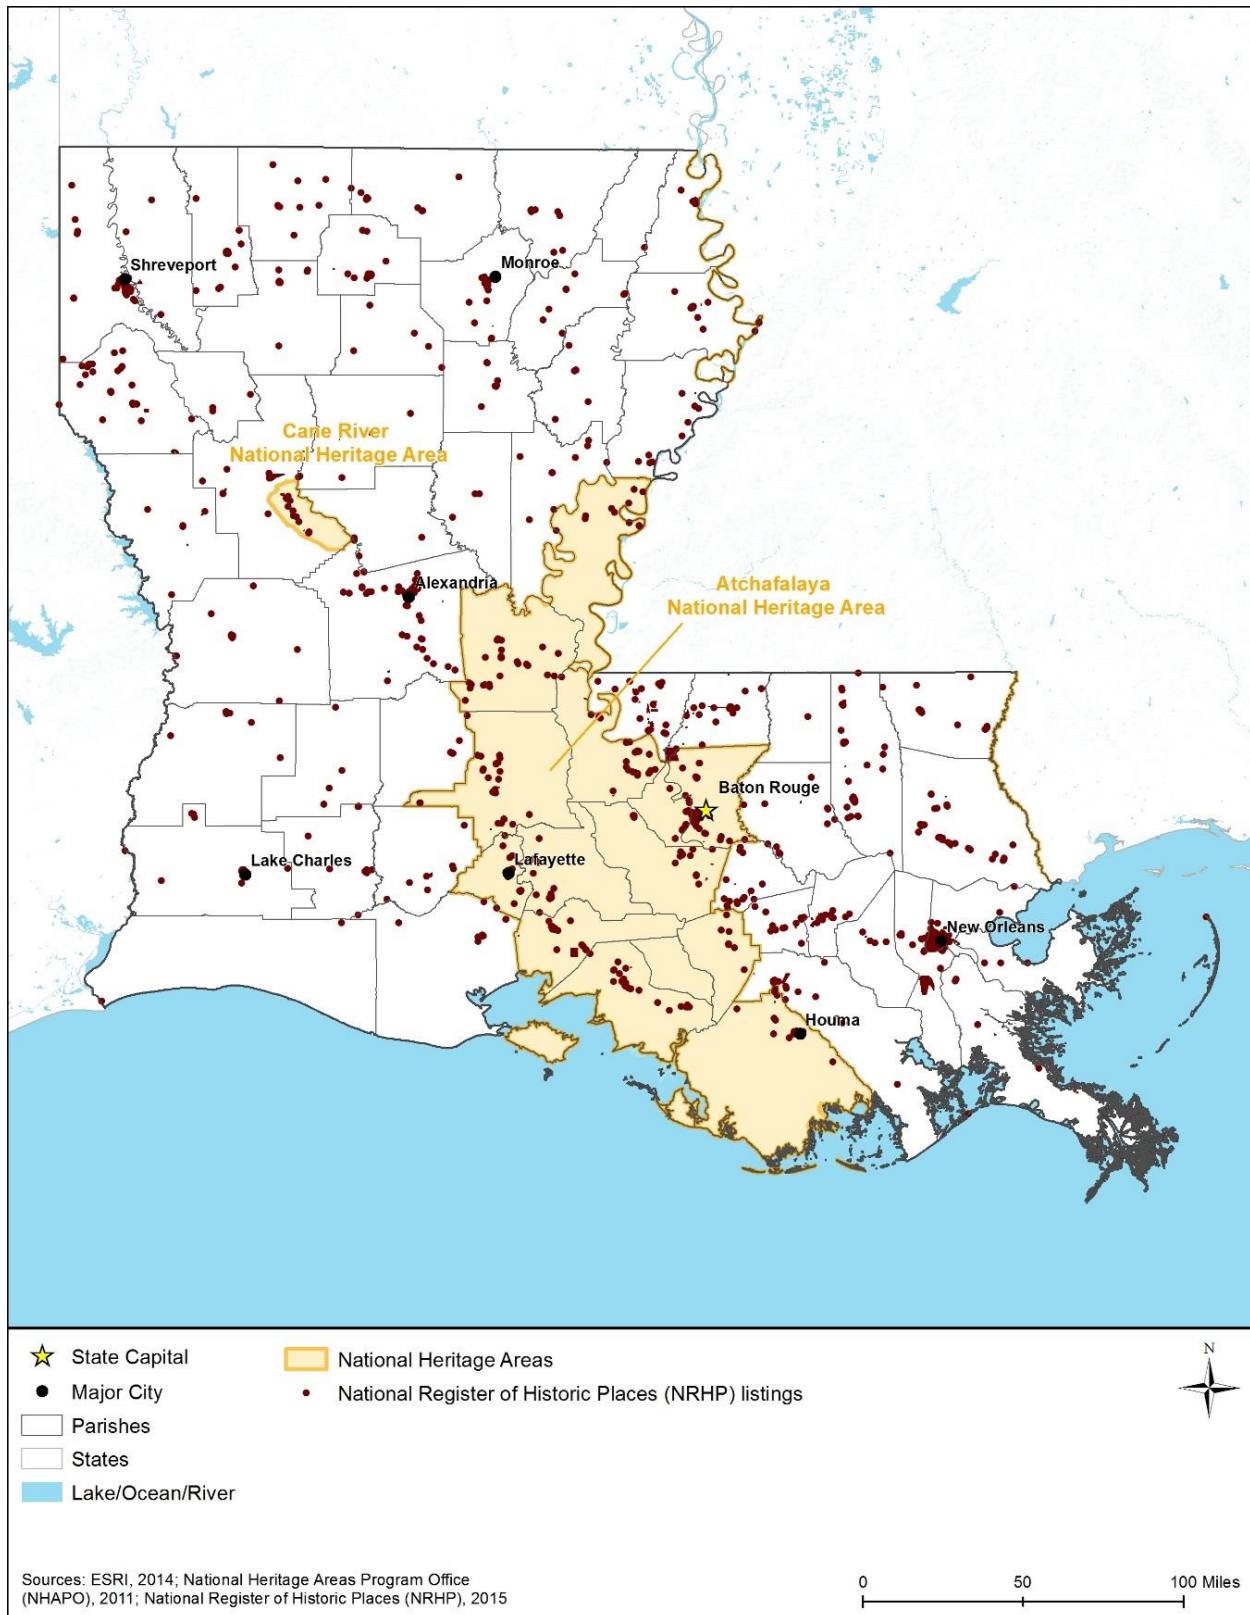 Shreveport
Monroe
Cane River
National Heritage Area
Alexandria
Atchafalaya
National Heritage Area
Baton Rouge
Lake Charles
Lafayette
New Orleans
Houma
State Capital
Major City
Parishes
States
Lake/Ocean/River
National Heritage Areas
National Register of Historic Places (NRHP) listings
N
Sources: ESRI, 2014; National Heritage Areas Program Office
(NHAPO), 2011; National Register of Historic Places (NRHP), 2015
0 50 100 Miles